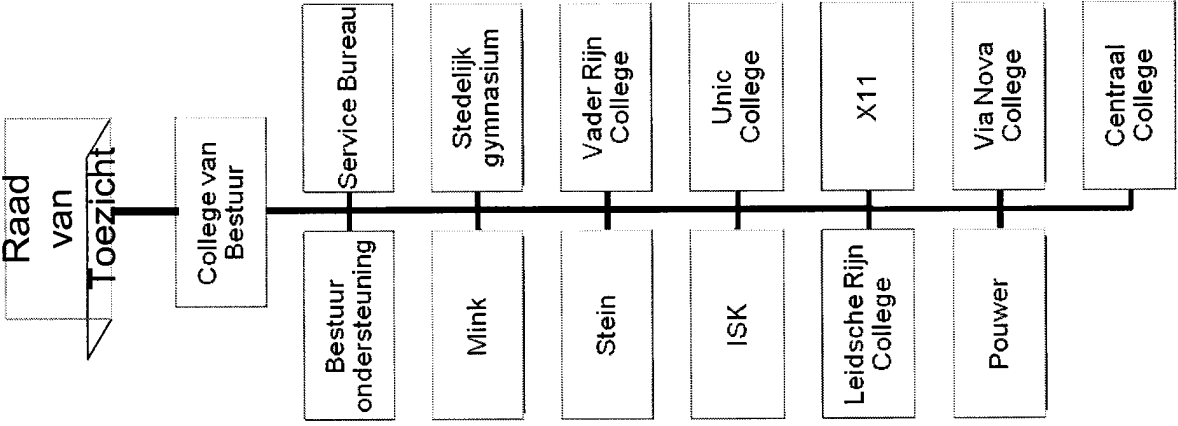 Raad
van
Toezicht
College van
Bestuur
Bestuur
ondersteuning
Service Bureau
Mink
Stedelijk
gymnasium
Stein
Vader Rijn
College
ISK
Unic
College
Leidsche Rijn
College
X11
Pouwer
Via Nova
College
Centraal
College